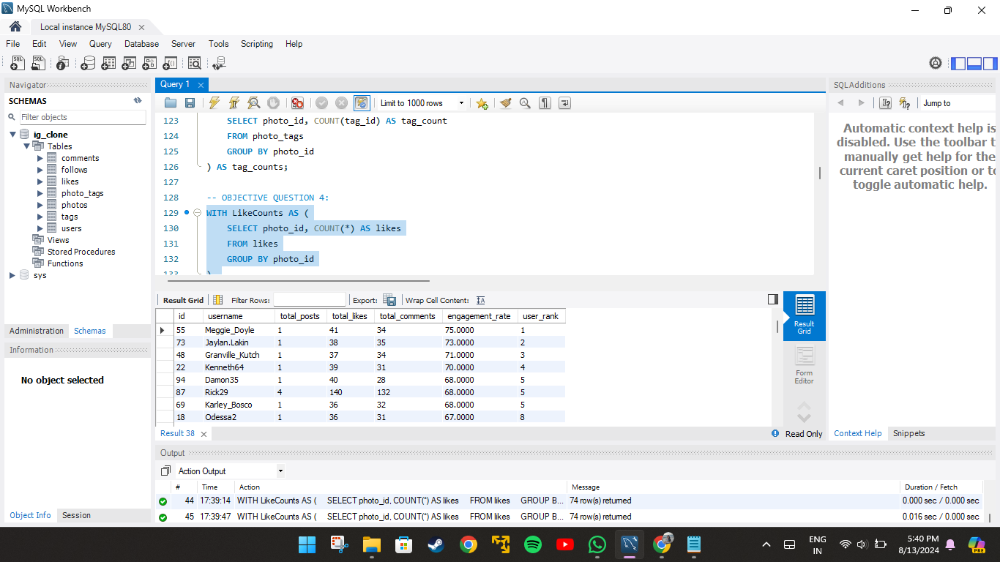 MySQL Workbench
Local instance MySQL80
File Edit View Query Database Server Tools Scripting Help
Navigator
SCHEMAS
Filter objects
ig_clone
Tables
comments
follows
likes
photo_tags
photos
tags
users
Views
Stored Procedures
Functions
sys
Administration Schemas
Information
No object selected
Object Info Session
Query 1
Limit to 1000 rows
123 SELECT photo_id, COUNT(tag_id) AS tag_count
124 FROM photo_tags
125 GROUP BY photo_id
126 ) AS tag_counts;
127
128 -- OBJECTIVE QUESTION 4:
129 WITH LikeCounts AS (
130 SELECT photo_id, COUNT(*) AS likes
131 FROM likes
132 GROUP BY photo_id
133 )
Result Grid Filter Rows: Export: Wrap Cell Content:
id username total_posts total_likes total_comments engagement_rate user_rank
55 Meggie_Doyle 1 41 34 75.0000 1
73 Jaylan.Lakin 1 38 35 73.0000 2
48 Granville_Kutch 1 37 34 71.0000 3
22 Kenneth64 1 39 31 70.0000 4
94 Damon35 1 40 28 68.0000 5
87 Rick29 4 140 132 68.0000 5
69 Karley_Bosco 1 36 32 68.0000 5
18 Odessa2 1 36 31 67.0000 8
Result Grid
Form Editor
Result 38
Read Only
SQLAdditions
Jump to
Automatic context help is
disabled. Use the toolbar t
manually get help for the
current caret position or to
toggle automatic help.
Context Help Snippets
Output
Action Output
# Time Action Message Duration / Fetch
44 17:39:14 WITH LikeCounts AS ( SELECT photo_id, COUNT(*) AS likes FROM likes GROUP B... 74 row(s) returned 0.000 sec / 0.000 sec
45 17:39:47 WITH LikeCounts AS ( SELECT photo_id, COUNT(*) AS likes FROM likes GROUP B... 74 row(s) returned 0.016 sec / 0.000 sec
ENG
IN
5:40 PM
8/13/2024
PRE